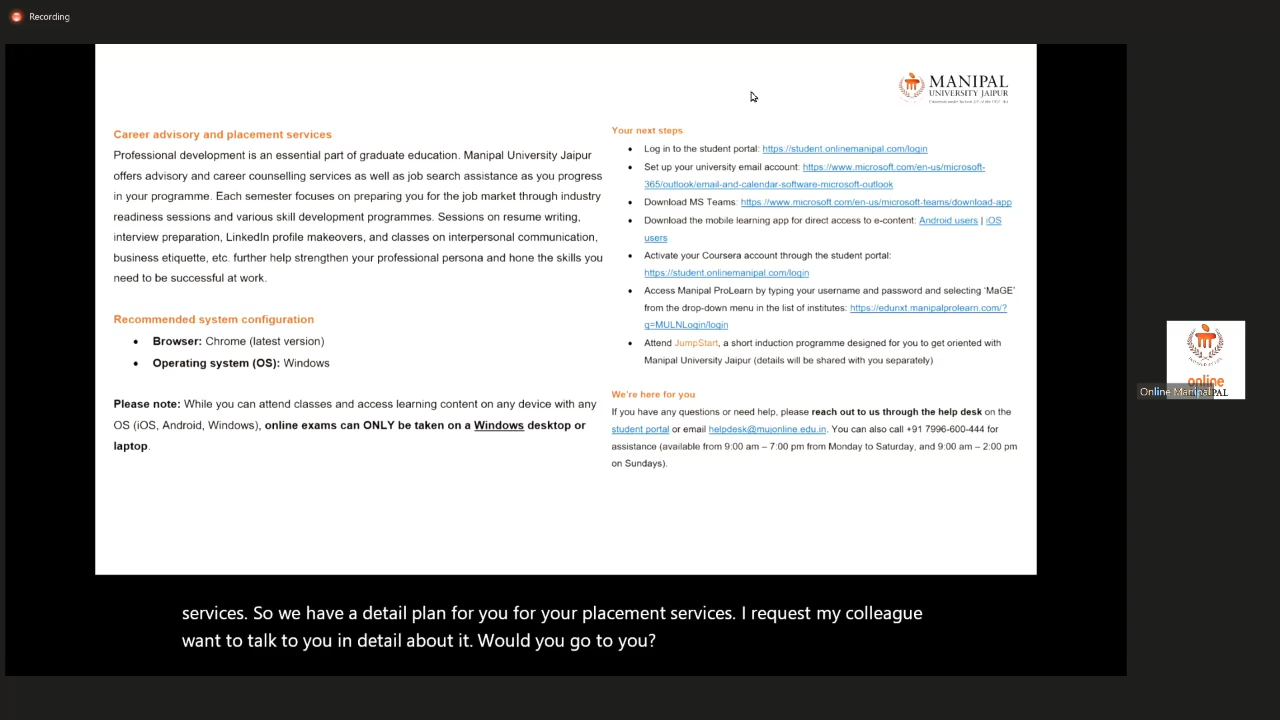 Recording
MANIPAL
UNIVERSITY JAIPUR
Career advisory and placement services
Professional development is an essential part of graduate education. Manipal University Jaipur
offers advisory and career counselling services as well as job search assistance as you progress
in your programme. Each semester focuses on preparing you for the job market through industry
readiness sessions and various skill development programmes. Sessions on resume writing,
interview preparation, LinkedIn profile makeovers, and classes on interpersonal communication,
business etiquette, etc. further help strengthen your professional persona and hone the skills you
need to be successful at work.
Recommended system configuration
• Browser: Chrome (latest version)
• Operating system (OS): Windows
Please note: While you can attend classes and access learning content on any device with any
OS (iOS, Android, Windows), online exams can ONLY be taken on a Windows desktop or
laptop.
Your next steps
• Log in to the student portal: https://student.onlinemanipal.com/login
• Set up your university email account: https://www.microsoft.com/en-us/microsoft-
365/outlook/email-and-calendar-software-microsoft-outlook
• Download MS Teams: https://www.microsoft.com/en-us/microsoft-teams/download-app
• Download the mobile learning app for direct access to e-content: Android users | iOS
users
• Activate your Coursera account through the student portal:
https://student.onlinemanipal.com/login
• Access Manipal ProLearn by typing your username and password and selecting ‘MaGE’
from the drop-down menu in the list of institutes: https://edunxt.manipalprolearn.com/?
q=MULNLogin/login
• Attend JumpStart, a short induction programme designed for you to get oriented with
Manipal University Jaipur (details will be shared with you separately)
We're here for you
If you have any questions or need help, please reach out to us through the help desk on the
student portal or email helpdesk@mujonline.edu.in. You can also call +91 7996-600-444 for
assistance (available from 9:00 am – 7:00 pm from Monday to Saturday, and 9:00 am – 2:00 pm
on Sundays).
online
Online Manipal
services. So we have a detail plan for you for your placement services. I request my colleague
want to talk to you in detail about it. Would you go to you?